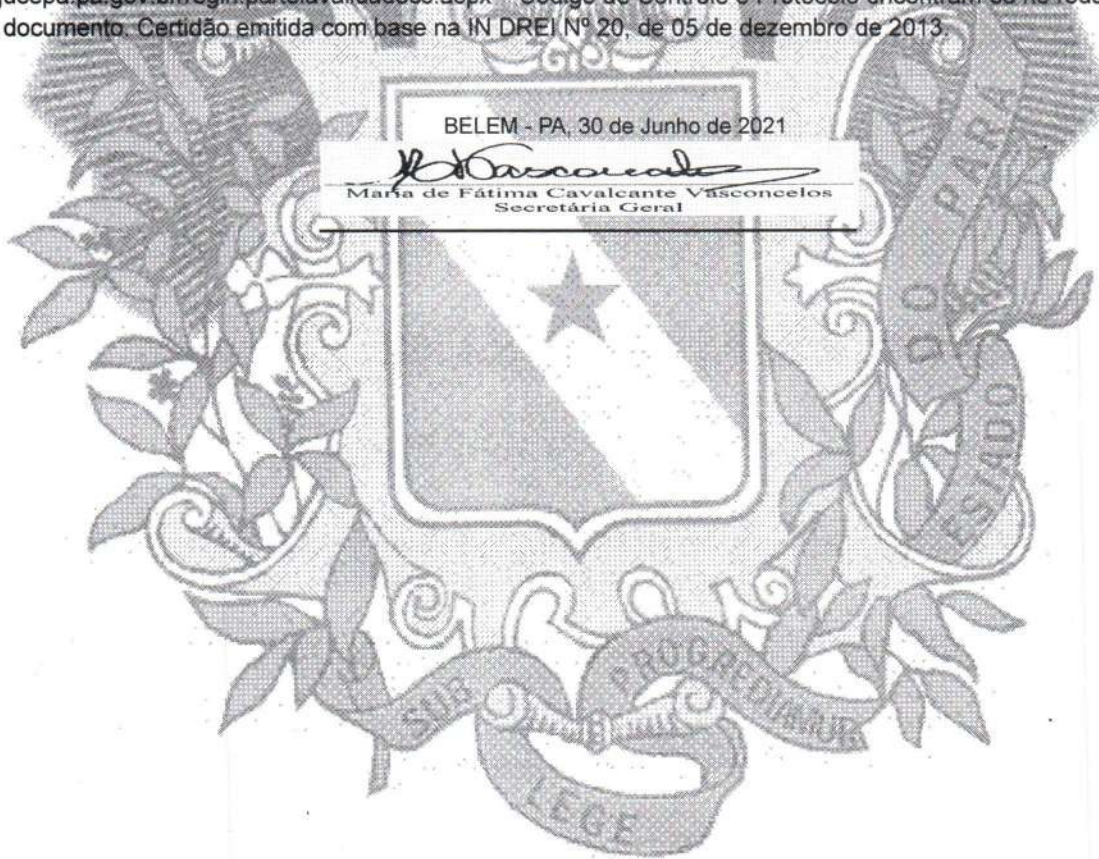 documento. Certidão emitida com base na IN DREI Nº 20, de 05 de dezembro de 2013.
BELEM - PA, 30 de Junho de 2021
Maria de Fátima Cavalcante Vasconcelos
Secretária Geral
ESTADO DO PARÁ
SUB LEGE PROGREDIAMUR